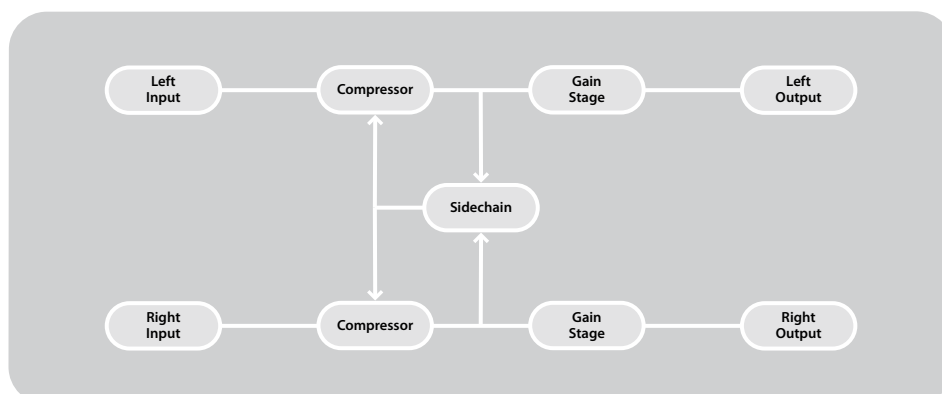 Left
Input
Compressor
Gain
Stage
Left
Output
Sidechain
Right
Input
Compressor
Gain
Stage
Right
Output